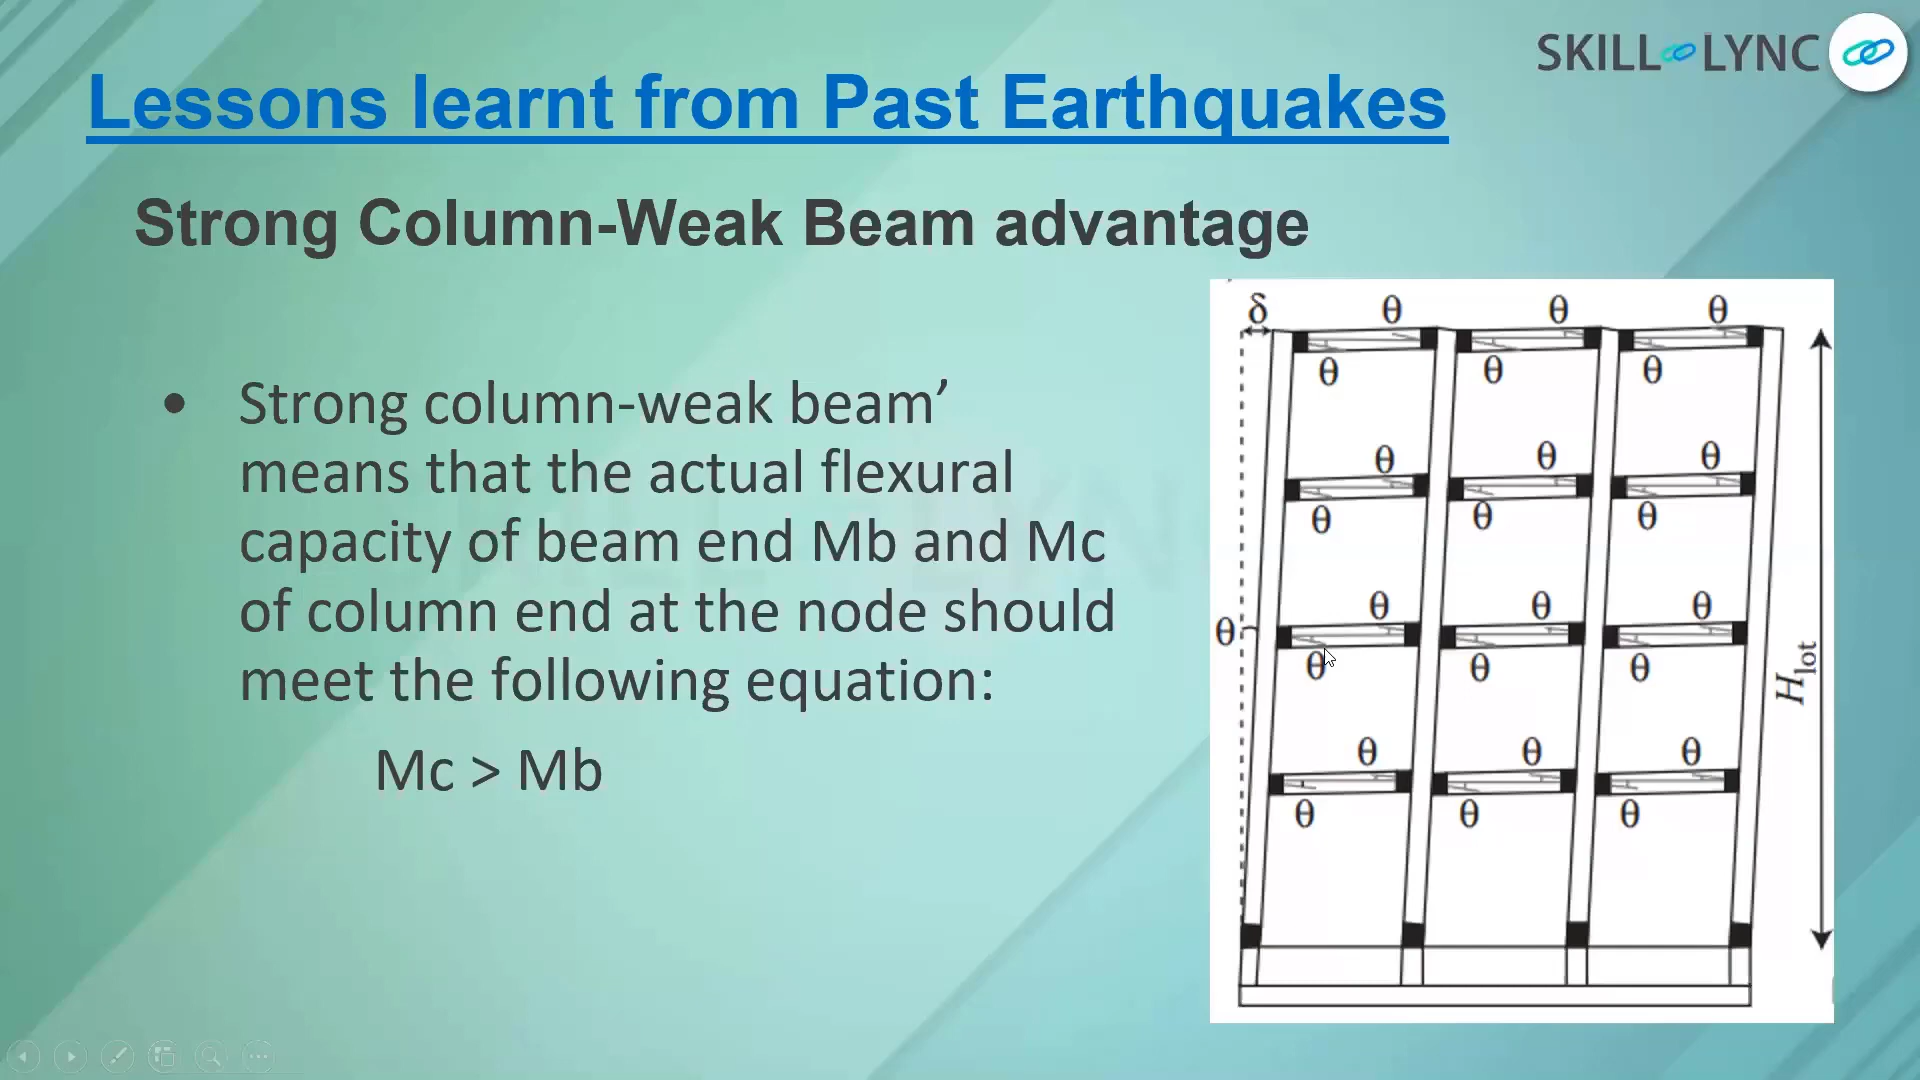 SKILL LYNC
Lessons learnt from Past Earthquakes
Strong Column-Weak Beam advantage
• Strong column-weak beam’
means that the actual flexural
capacity of beam end Mb and Mc
of column end at the node should
meet the following equation:
Mc > Mb
δ θ θ θ
θ θ θ
θ θ θ
θ θ θ
θ θ θ
θ
θ θ θ
H lot
θ θ θ
θ θ θ